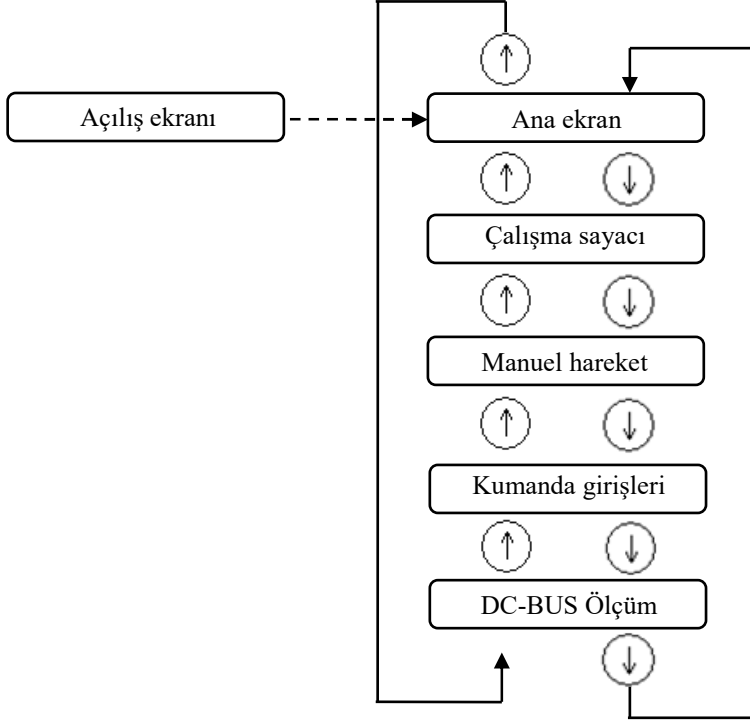 Açılış ekranı
Ana ekran
Çalışma sayacı
Manuel hareket
Kumanda girişleri
DC-BUS Ölçüm